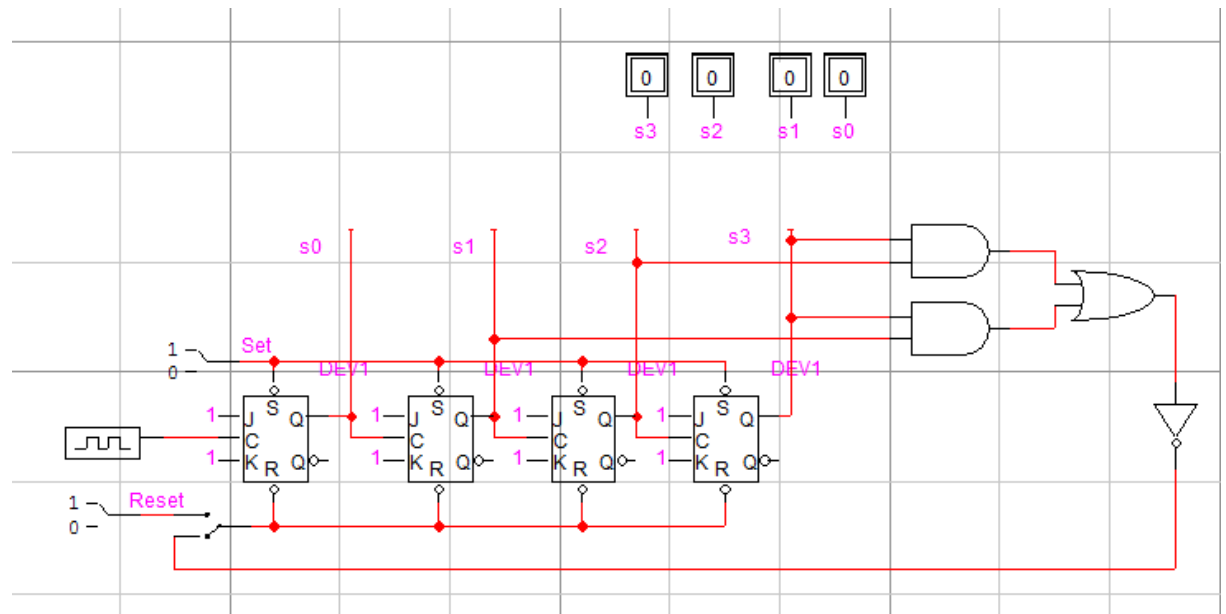 0 0 0 0
s3 s2 s1 s0
s0 s1 s2 s3
1 Set
0 DEV1 DEV1 DEV1 DEV1
S S S S
1 J Q 1 J Q 1 J Q 1 J Q
C C C C
1 K R Q 1 K R Q 1 K R Q 1 K R Q
1 Reset
0